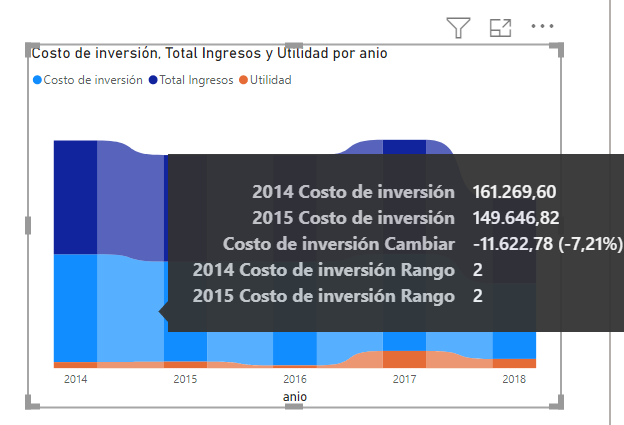 Costo de inversión, Total Ingresos y Utilidad por anio
Costo de inversión Total Ingresos Utilidad
2014 Costo de inversión 161.269,60
2015 Costo de inversión 149.646,82
Costo de inversión Cambiar -11.622,78 (-7,21%)
2014 Costo de inversión Rango 2
2015 Costo de inversión Rango 2
2014 2015 2016 2017 2018
anio